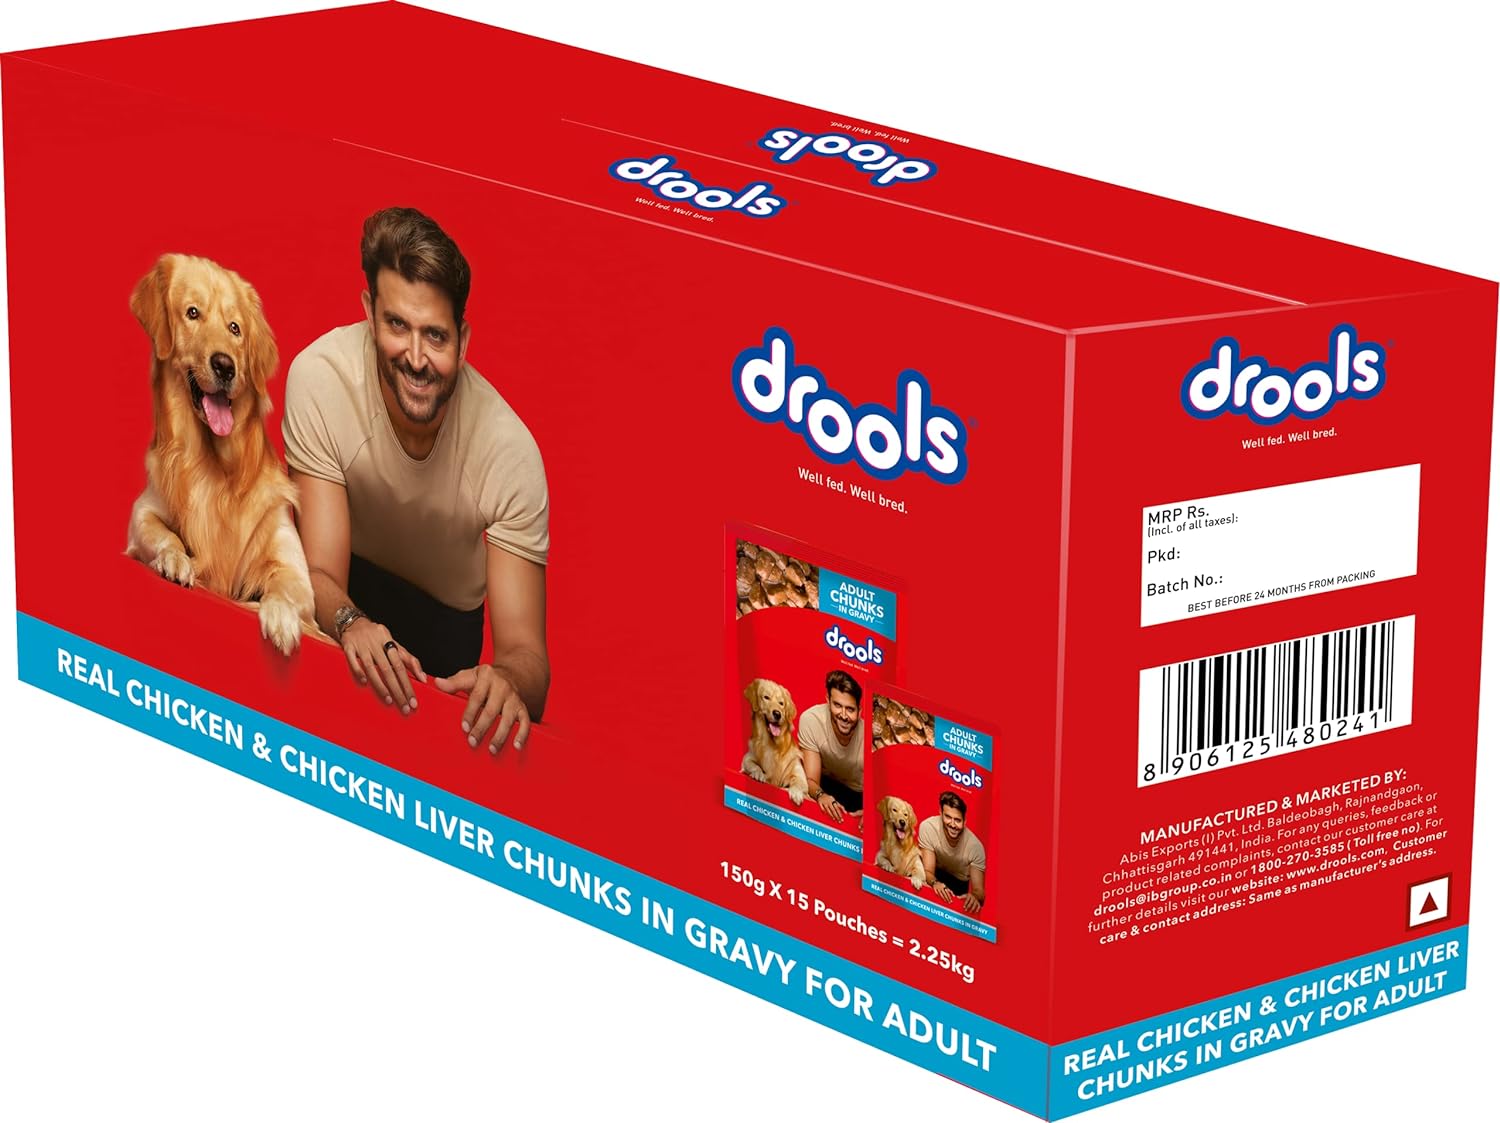 drools
Well fed. Well bred.
drools
Well fed. Well bred.
drools
Well fed. Well bred.
ADULT
CHUNKS
IN GRAVY
drools
REAL CHICKEN & CHICKEN LIVER CHUNKS
ADULT
CHUNKS
IN GRAVY
drools
REAL CHICKEN & CHICKEN LIVER CHUNKS IN GRAVY
150g X 15 Pouches = 2.25kg
REAL CHICKEN & CHICKEN LIVER CHUNKS IN GRAVY FOR ADULT
drools
Well fed. Well bred.
MRP Rs.
(Incl. of all taxes):
Pkd:
Batch No.:
BEST BEFORE 24 MONTHS FROM PACKING
8 906125 480241
MANUFACTURED & MARKETED BY:
Abis Exports (I) Pvt. Ltd. Baldeobagh, Rajnandgaon,
Chhattisgarh 491441, India. For any queries, feedback or
product related complaints, contact our customer care at
drools@ibgroup.co.in or 1800-270-3585 ( Toll free no). For
further details visit our website: www.drools.com, Customer
care & contact address: Same as manufacturer's address.
REAL CHICKEN & CHICKEN LIVER
CHUNKS IN GRAVY FOR ADULT